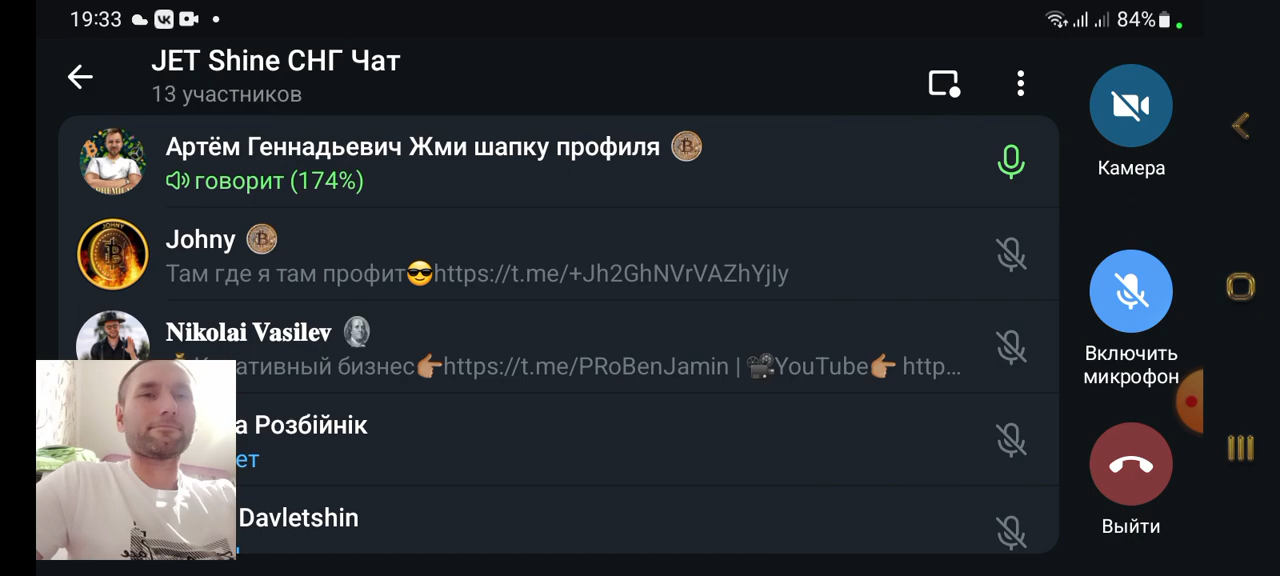 19:33
84%
JET Shine СНГ Чат
13 участников
Артём Геннадьевич Жми шапку профиля
говорит (174%)
Johny
Там где я там профит😎https://t.me/+Jh2GhNVrVAZhYjIy
Nikolai Vasilev
ативный бизнес👉https://t.me/PRoBenJamin | 🎥YouTube👉 http...
а Розбійнік
ет
Davletshin
Камера
Включить
микрофон
Выйти